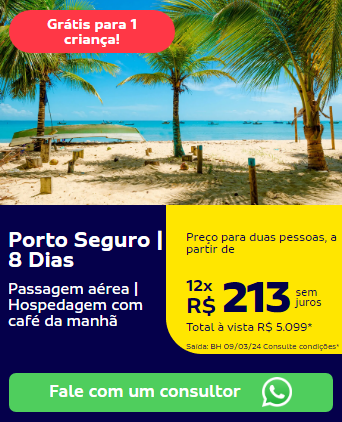 Grátis para 1
criança!
Porto Seguro |
8 Dias
Passagem aérea |
Hospedagem com
café da manhã
Preço para duas pessoas, a
partir de
12x
R$ 213 sem
juros
Total à vista R$ 5.099*
Saída: BH 09/03/24 Consulte condições*
Fale com um consultor